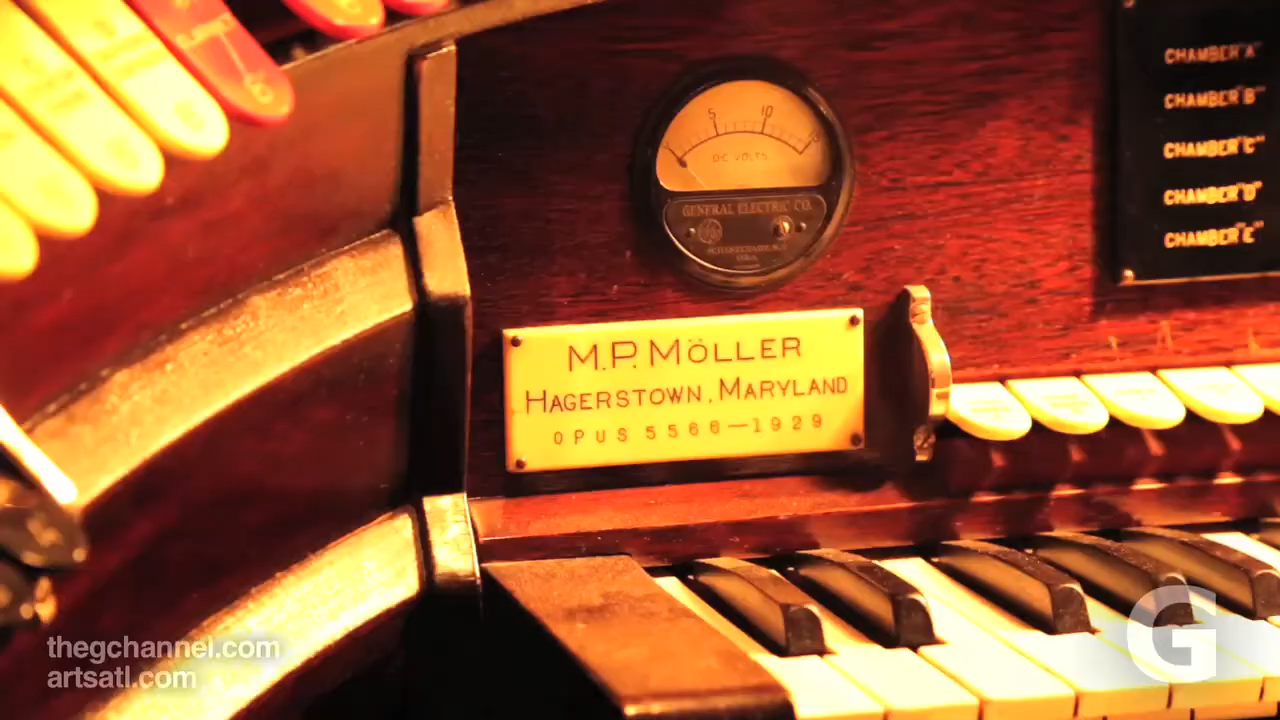 5 10
DC VOLTS
GENERAL ELECTRIC CO.
M.P. MÖLLER
HAGERSTOWN, MARYLAND
OPUS 5566—1929
CHAMBER "A"
CHAMBER "B"
CHAMBER "C"
CHAMBER "D"
CHAMBER "E"
thegchannel.com
artsatl.com
G